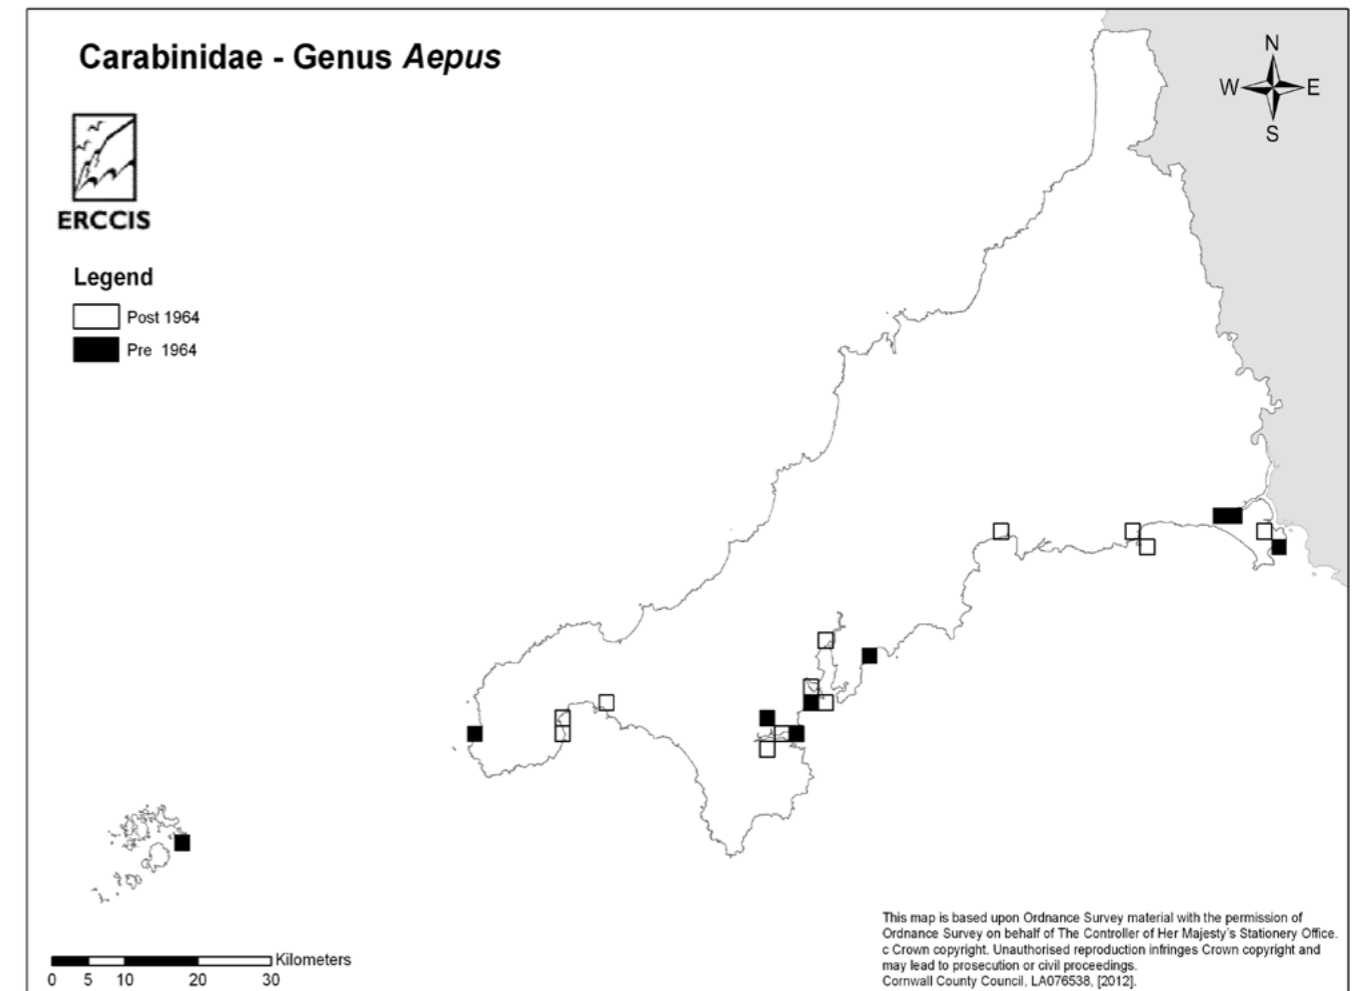 Carabinidae - Genus Aepus
N
W E
S
ERCCIS
Legend
Post 1964
Pre 1964
This map is based upon Ordnance Survey material with the permission of
Ordnance Survey on behalf of The Controller of Her Majesty's Stationery Office.
c Crown copyright. Unauthorised reproduction infringes Crown copyright and
may lead to prosecution or civil proceedings.
Cornwall County Council, LA076538, [2012].
Kilometers
0 5 10 20 30